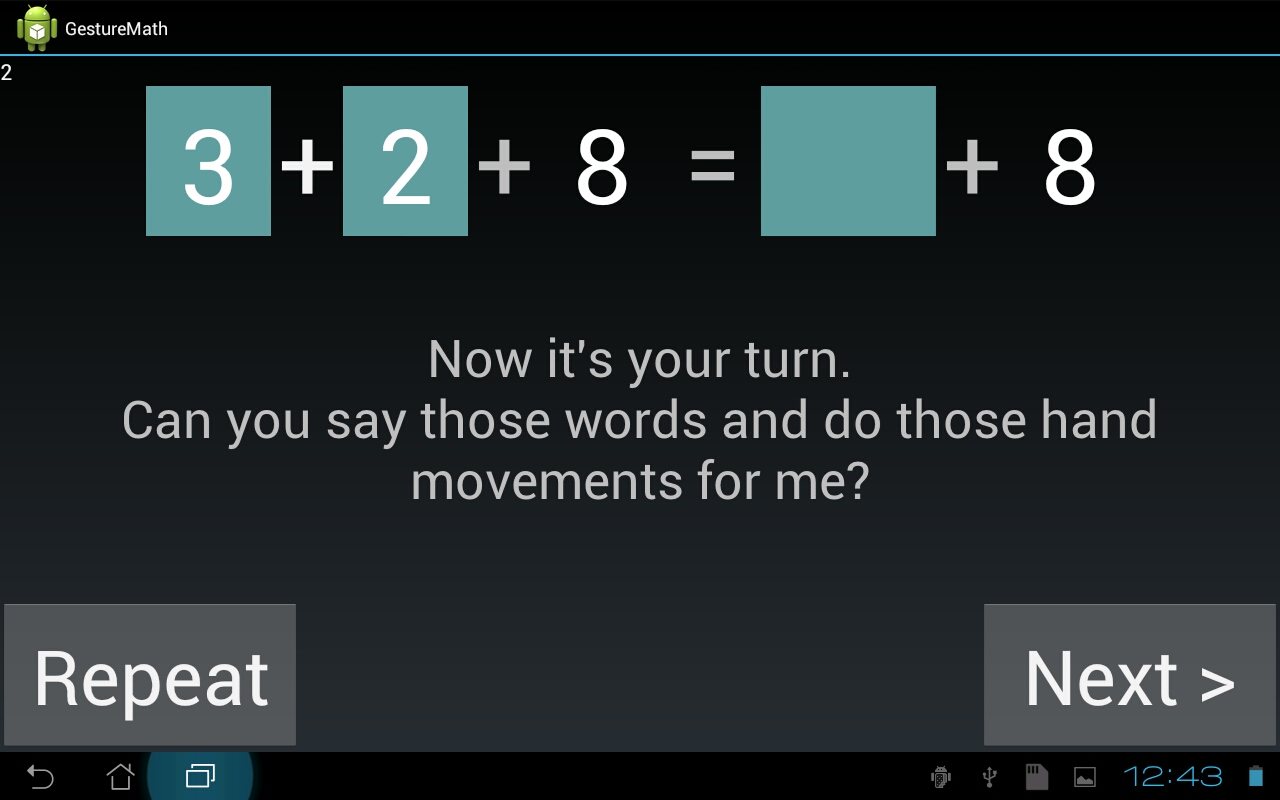 GestureMath
2
3 + 2 + 8 = + 8
Now it's your turn.
Can you say those words and do those hand
movements for me?
Repeat
Next >
12:43